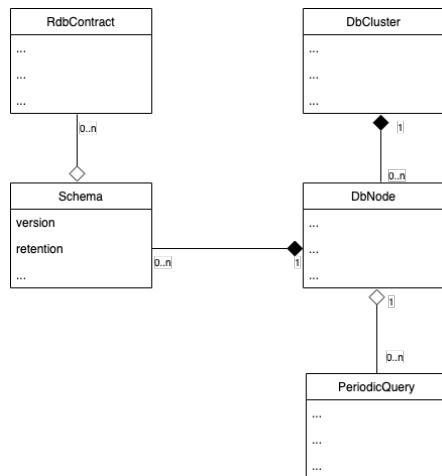 RdbContract
...
...
...
0..n
Schema
version
retention
...
0..n
DbCluster
...
...
...
1
0..n
DbNode
...
...
...
1
1
0..n
PeriodicQuery
...
...
...